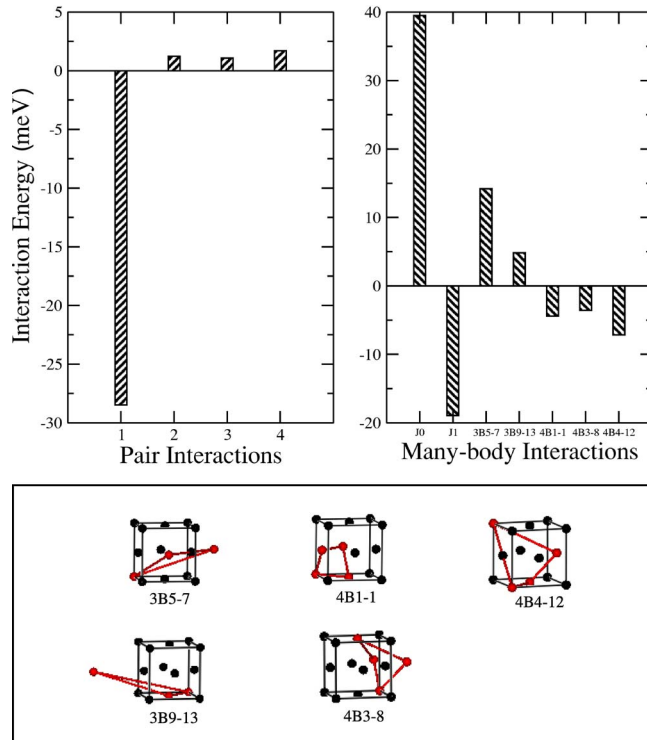 5
0
-5
-10
-15
-20
-25
-30
Interaction Energy (meV)
1 2 3 4
Pair Interactions
40
30
20
10
0
-10
-20
J0 J1 3B5-7 3B9-13 4B1-1 4B3-8 4B4-12
Many-body Interactions
3B5-7 4B1-1 4B4-12
3B9-13 4B3-8